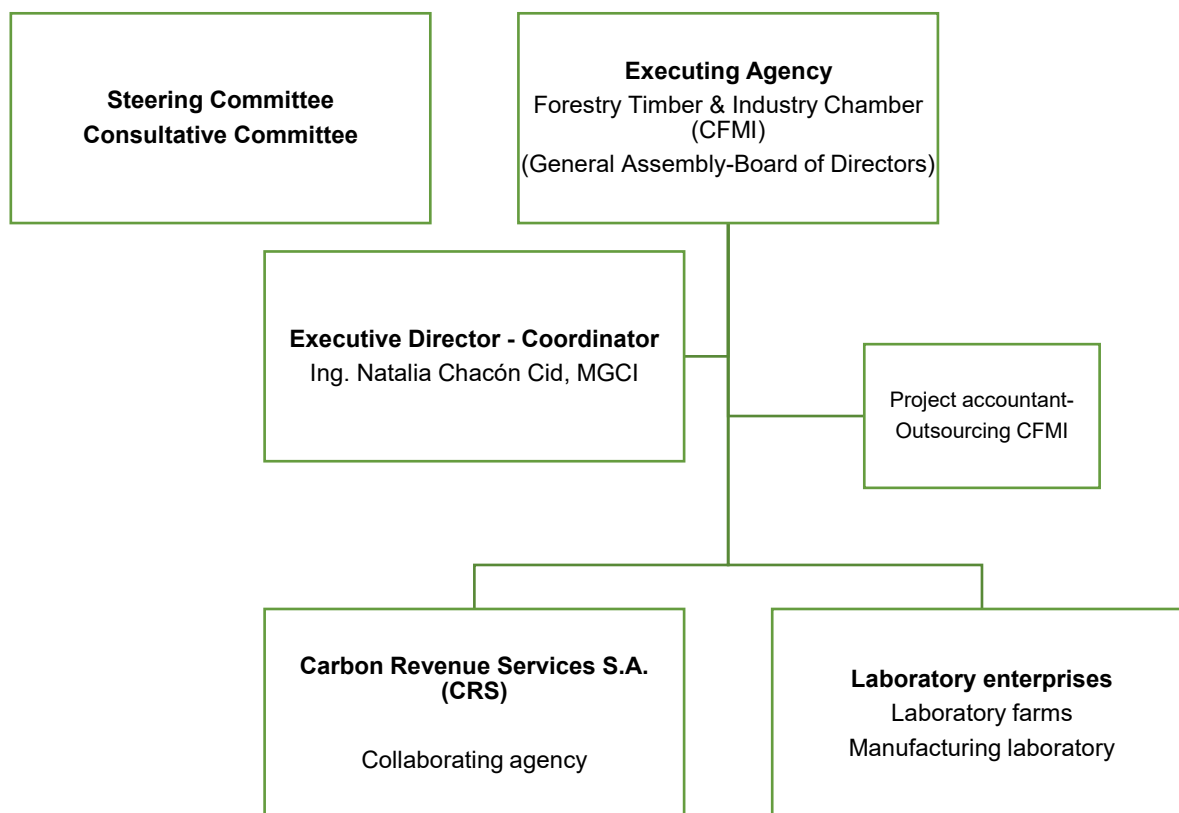 Steering Committee
Consultative Committee
Executing Agency
Forestry Timber & Industry Chamber
(CFMI)
(General Assembly-Board of Directors)
Executive Director - Coordinator
Ing. Natalia Chacón Cid, MGCI
Project accountant-
Outsourcing CFMI
Carbon Revenue Services S.A.
(CRS)
Collaborating agency
Laboratory enterprises
Laboratory farms
Manufacturing laboratory